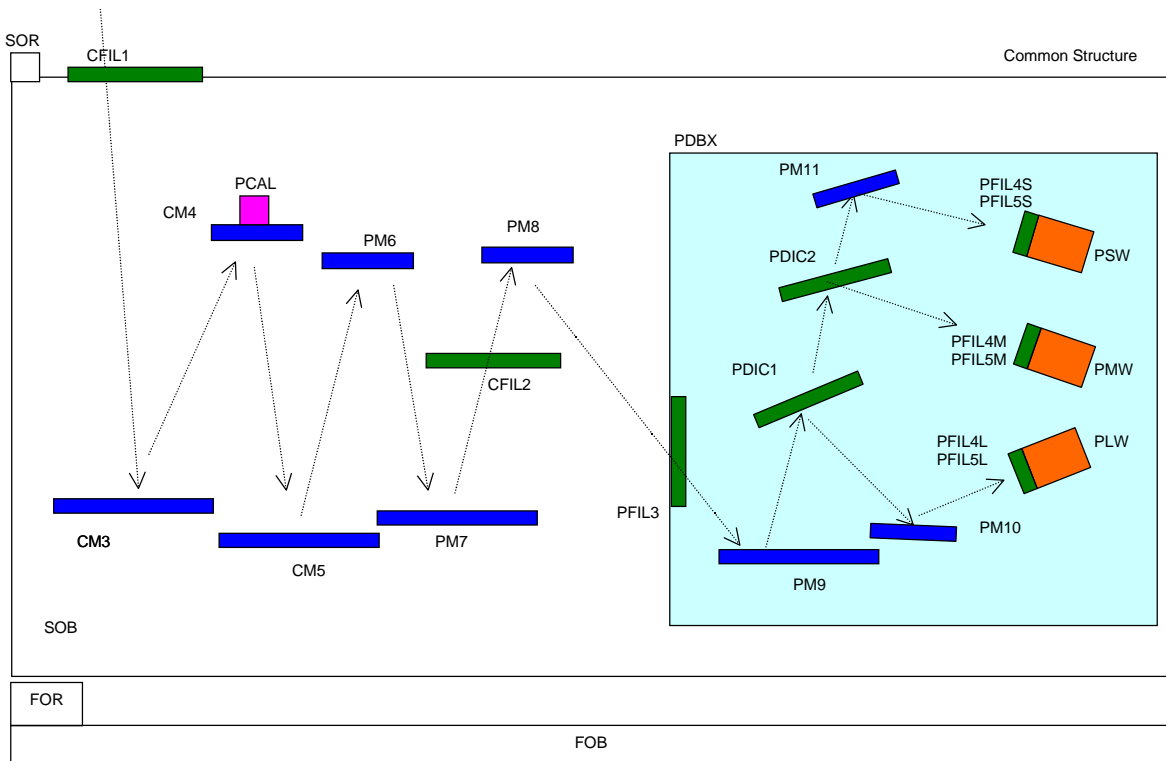 SOR
CFIL1
Common Structure
PDBX
PM11
PCAL
CM4
PFIL4S
PFIL5S
PM6
PM8
PDIC2
PSW
PFIL4M
PFIL5M
PDIC1
PMW
CFIL2
PFIL4L
PFIL5L
PLW
PFIL3
PM10
CM3
PM7
CM5
PM9
SOB
FOR
FOB